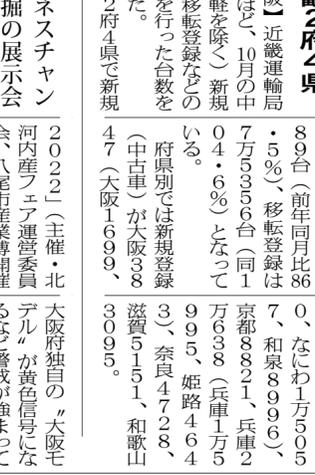 畿2府4県
阪】近畿運輸局
はほど、10月の中
軽を除く）新規
移転登録などの
を行った台数を
た。
2府4県で新規
89台（前年同月比86
・5％）、移転登録は
7万5356台（同1
04・6％）となって
いる。
府県別では新規登録
（中古車）が大阪38
47（大阪1699、
0、なにわ1万505
7、和泉8996）、
京都8821、兵庫2
万638（兵庫1万5
995、姫路464
3）、奈良4728、
滋賀5151、和歌山
3095。
ネスチャン
掘の展示会
2022」（主催・北
河内産フェア運営委員
会、八尾市産業博開催
大阪府独自の〝大阪モ
デル〟が黄色信号にな
るなど警戒が強まって